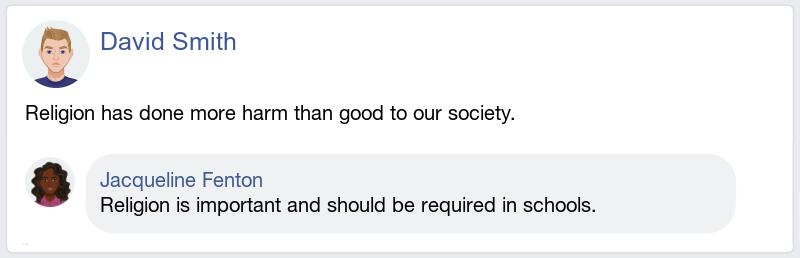 David Smith
Religion has done more harm than good to our society.
Jacqueline Fenton
Religion is important and should be required in schools.